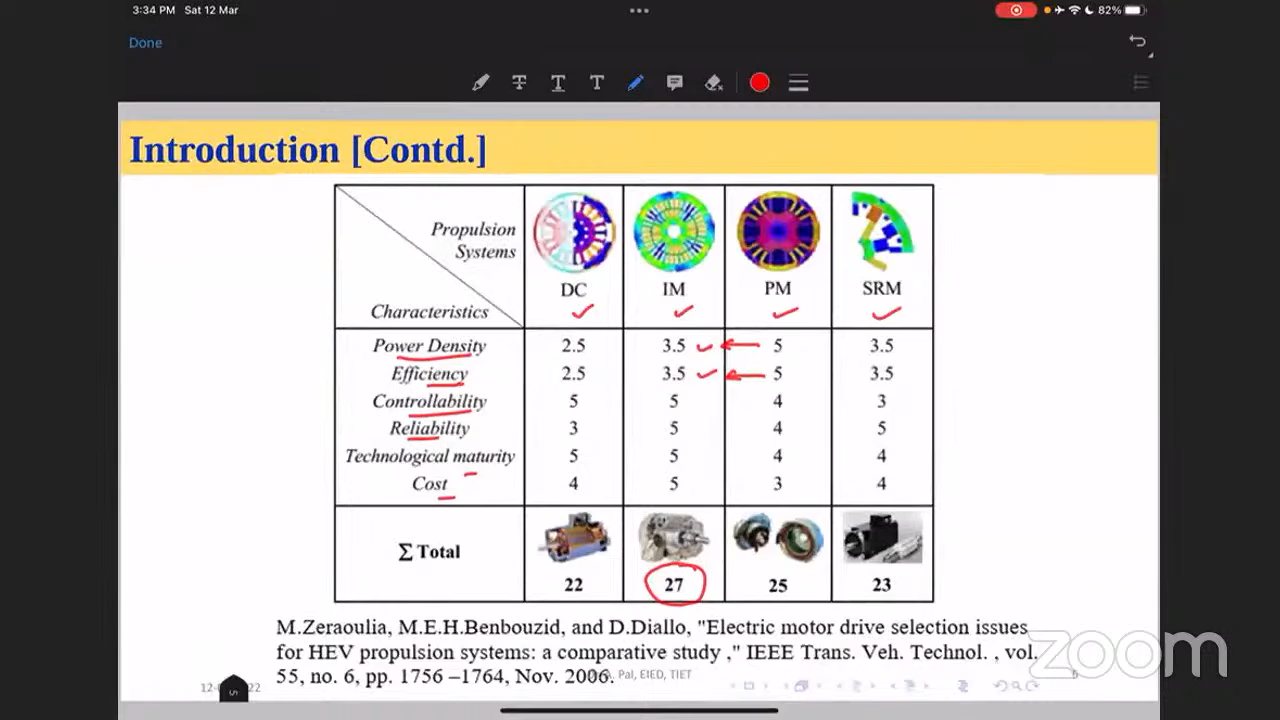 3:34 PM Sat 12 Mar
82%
Done
T T T
Introduction [Contd.]
Propulsion
Systems
Characteristics
DC IM PM SRM
Power Density 2.5 3.5 5 3.5
Efficiency 2.5 3.5 5 3.5
Controllability 5 5 4 3
Reliability 3 5 4 5
Technological maturity 5 5 4 4
Cost 4 5 3 4
Σ Total 22 27 25 23
M.Zeraoulia, M.E.H.Benbouzid, and D.Diallo, "Electric motor drive selection issues
for HEV propulsion systems: a comparative study ," IEEE Trans. Veh. Technol. , vol.
55, no. 6, pp. 1756 –1764, Nov. 2006.
Pal, EIED, TIET
5
zoom